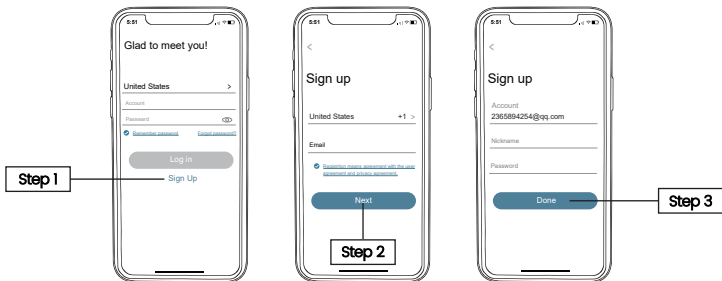 5:51
Glad to meet you!
United States >
Account
Password
Remember password Forgot password?
Log in
Sign Up
Step 1
5:51
<
Sign up
United States +1 >
Email
Registrtion means agreement with the user
agreement and privacy agreement.
Next
Step 2
5:51
<
Sign up
Account
2365894254@qq.com
Nickname
Password
Done
Step 3